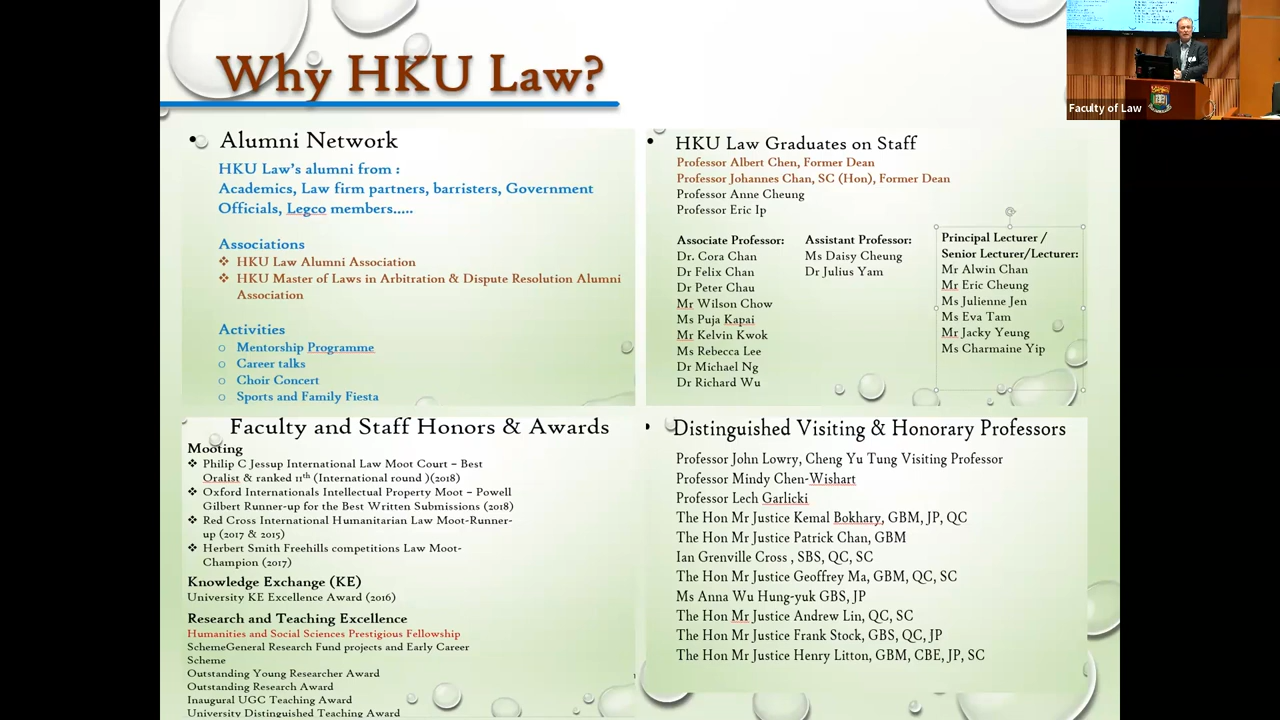 Why HKU Law?
Faculty of Law
• Alumni Network
HKU Law's alumni from :
Academics, Law firm partners, barristers, Government
Officials, Legco members.....
Associations
❖ HKU Law Alumni Association
❖ HKU Master of Laws in Arbitration & Dispute Resolution Alumni
Association
Activities
o Mentorship Programme
o Career talks
o Choir Concert
o Sports and Family Fiesta
• HKU Law Graduates on Staff
Professor Albert Chen, Former Dean
Professor Johannes Chan, SC (Hon), Former Dean
Professor Anne Cheung
Professor Eric Ip
Associate Professor:
Dr. Cora Chan
Dr Felix Chan
Dr Peter Chau
Mr Wilson Chow
Ms Puja Kapai
Mr Kelvin Kwok
Ms Rebecca Lee
Dr Michael Ng
Dr Richard Wu
Assistant Professor:
Ms Daisy Cheung
Dr Julius Yam
Principal Lecturer /
Senior Lecturer/Lecturer:
Mr Alwin Chan
Mr Eric Cheung
Ms Julienne Jen
Ms Eva Tam
Mr Jacky Yeung
Ms Charmaine Yip
Faculty and Staff Honors & Awards
Mooting
❖ Philip C Jessup International Law Moot Court – Best
Oralist & ranked 11th (International round )(2018)
❖ Oxford Internationals Intellectual Property Moot – Powell
Gilbert Runner-up for the Best Written Submissions (2018)
❖ Red Cross International Humanitarian Law Moot-Runner-
up (2017 & 2015)
❖ Herbert Smith Freehills competitions Law Moot-
Champion (2017)
Knowledge Exchange (KE)
University KE Excellence Award (2016)
Research and Teaching Excellence
Humanities and Social Sciences Prestigious Fellowship
SchemeGeneral Research Fund projects and Early Career
Scheme
Outstanding Young Researcher Award
Outstanding Research Award
Inaugural UGC Teaching Award
University Distinguished Teaching Award
• Distinguished Visiting & Honorary Professors
Professor John Lowry, Cheng Yu Tung Visiting Professor
Professor Mindy Chen-Wishart
Professor Lech Garlicki
The Hon Mr Justice Kemal Bokhary, GBM, JP, QC
The Hon Mr Justice Patrick Chan, GBM
Ian Grenville Cross , SBS, QC, SC
The Hon Mr Justice Geoffrey Ma, GBM, QC, SC
Ms Anna Wu Hung-yuk GBS, JP
The Hon Mr Justice Andrew Lin, QC, SC
The Hon Mr Justice Frank Stock, GBS, QC, JP
The Hon Mr Justice Henry Litton, GBM, CBE, JP, SC